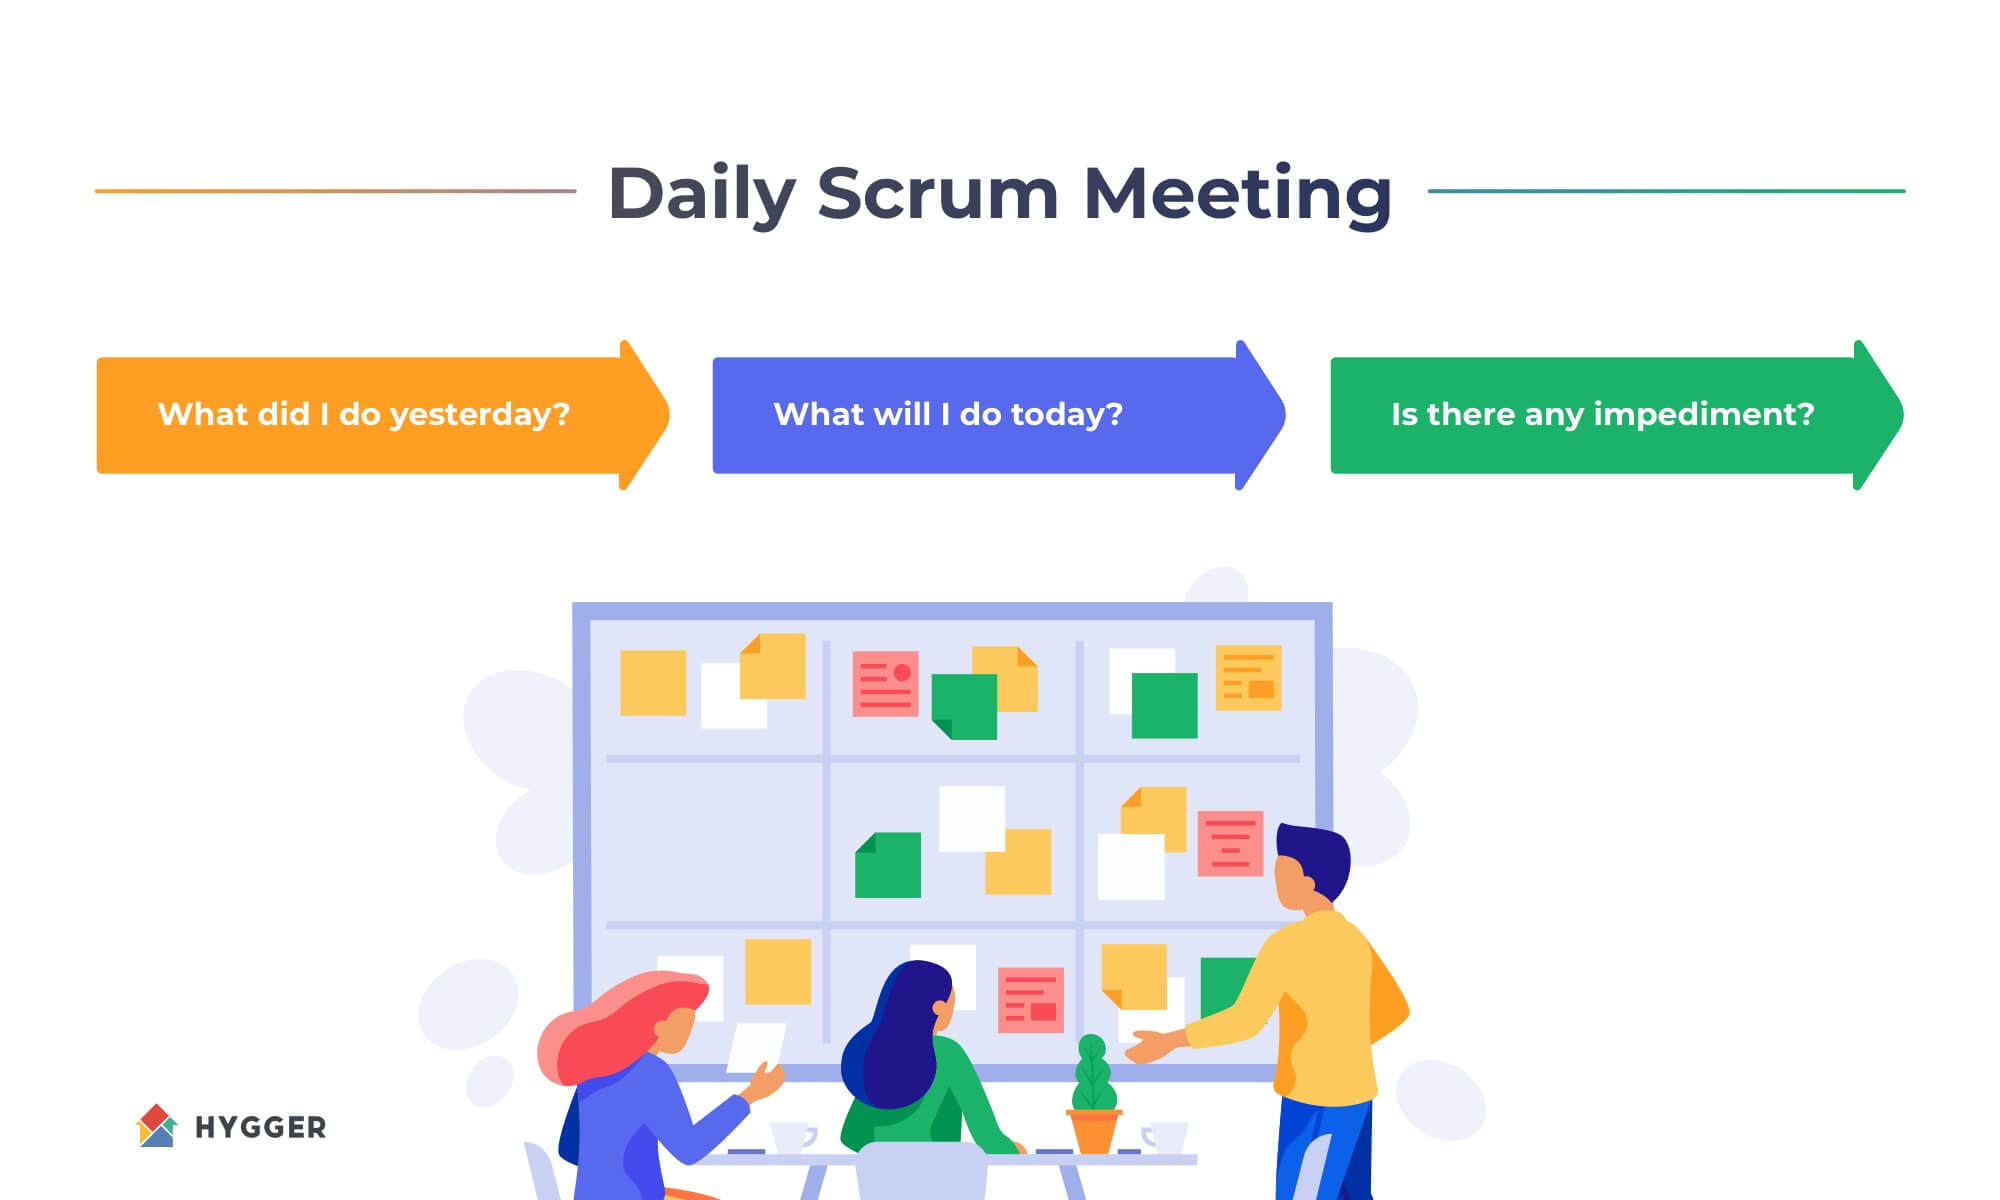 Daily Scrum Meeting
What did I do yesterday?
What will I do today?
Is there any impediment?
HYGGER